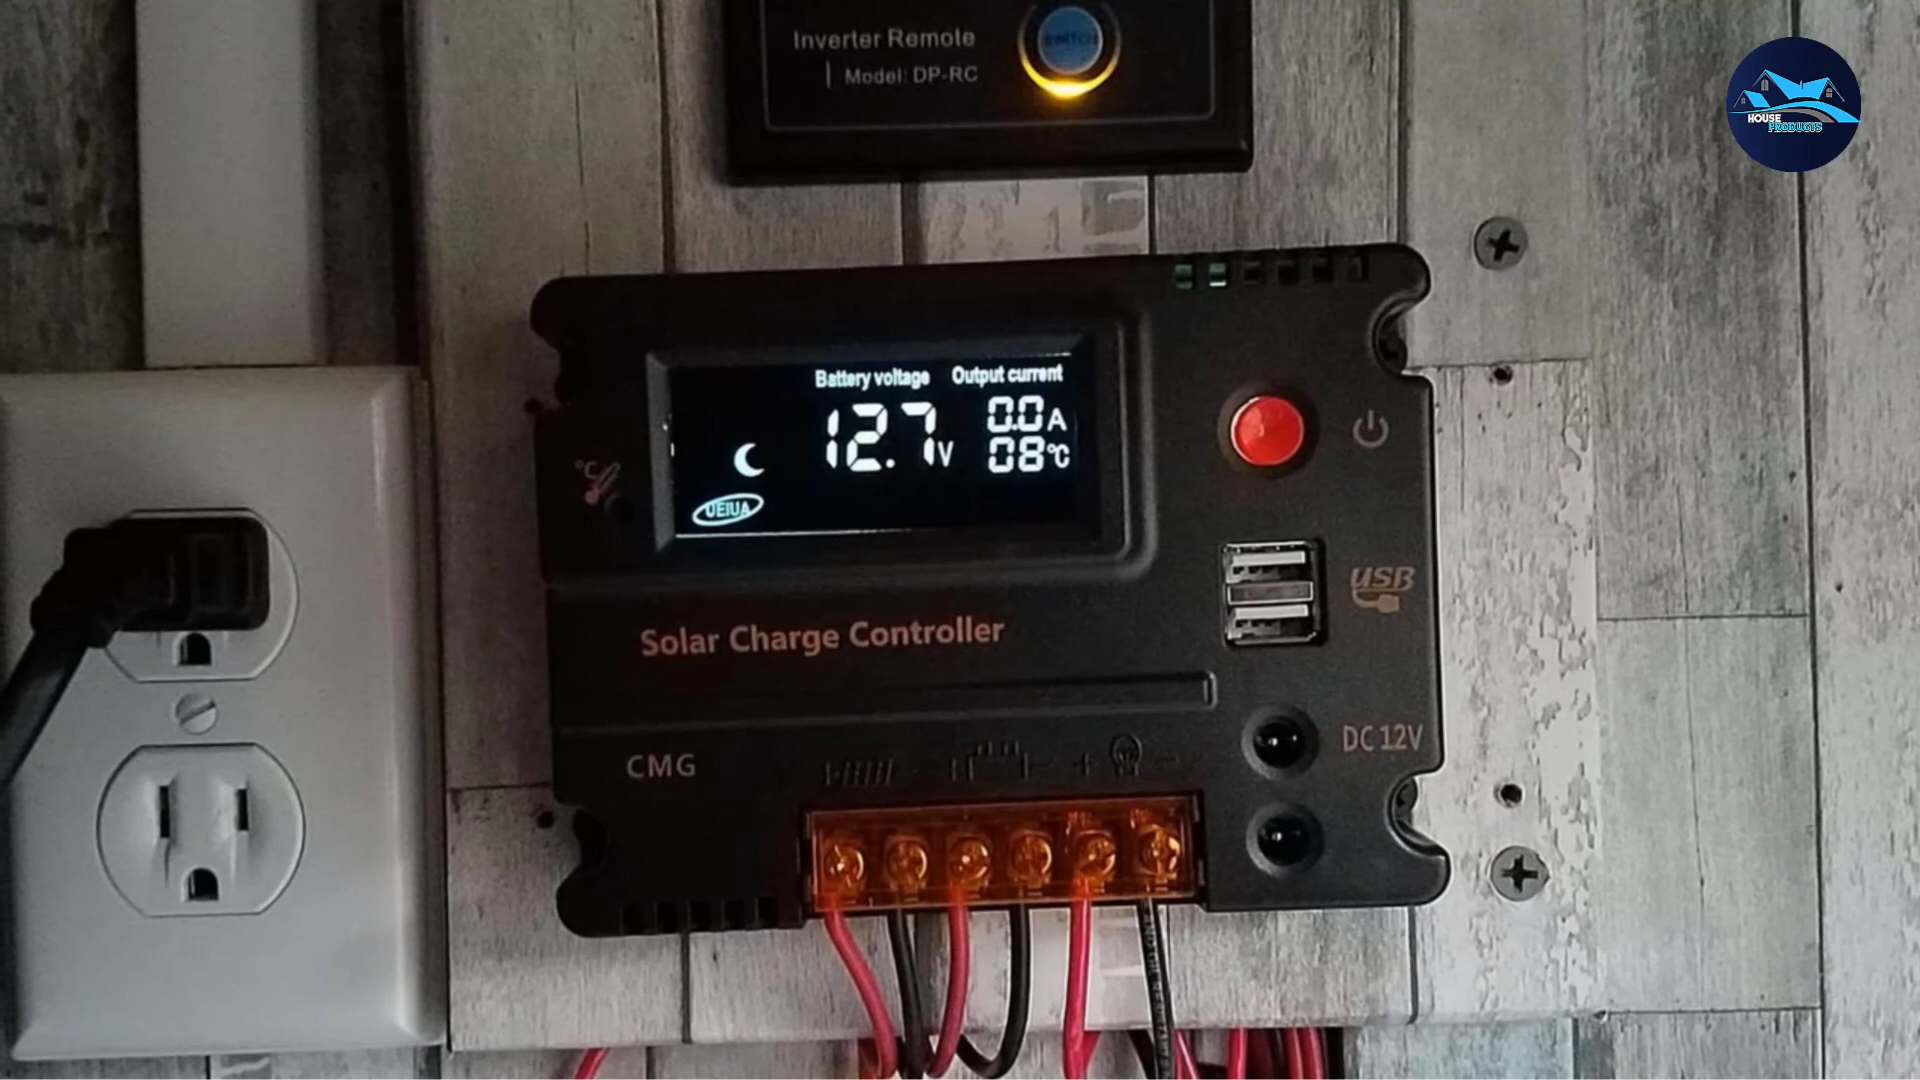 Inverter Remote
Model: DP-RC
HOUSE
PRODUCTS
Battery voltage
Output current
12.7V
0.0A
08°C
°C
UEIUA
USB
Solar Charge Controller
DC 12V
CMG